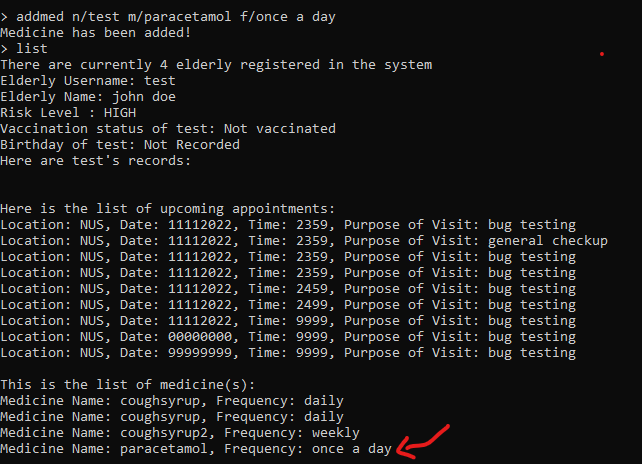 > addmed n/test m/paracetamol f/once a day
Medicine has been added!
> list
There are currently 4 elderly registered in the system
Elderly Username: test
Elderly Name: john doe
Risk Level : HIGH
Vaccination status of test: Not vaccinated
Birthday of test: Not Recorded
Here are test's records:
Here is the list of upcoming appointments:
Location: NUS, Date: 11112022, Time: 2359, Purpose of Visit: bug testing
Location: NUS, Date: 11112022, Time: 2359, Purpose of Visit: general checkup
Location: NUS, Date: 11112022, Time: 2359, Purpose of Visit: bug testing
Location: NUS, Date: 11112022, Time: 2359, Purpose of Visit: bug testing
Location: NUS, Date: 11112022, Time: 2459, Purpose of Visit: bug testing
Location: NUS, Date: 11112022, Time: 2499, Purpose of Visit: bug testing
Location: NUS, Date: 11112022, Time: 9999, Purpose of Visit: bug testing
Location: NUS, Date: 00000000, Time: 9999, Purpose of Visit: bug testing
Location: NUS, Date: 99999999, Time: 9999, Purpose of Visit: bug testing
This is the list of medicine(s):
Medicine Name: coughsyrup, Frequency: daily
Medicine Name: coughsyrup, Frequency: daily
Medicine Name: coughsyrup2, Frequency: weekly
Medicine Name: paracetamol, Frequency: once a day